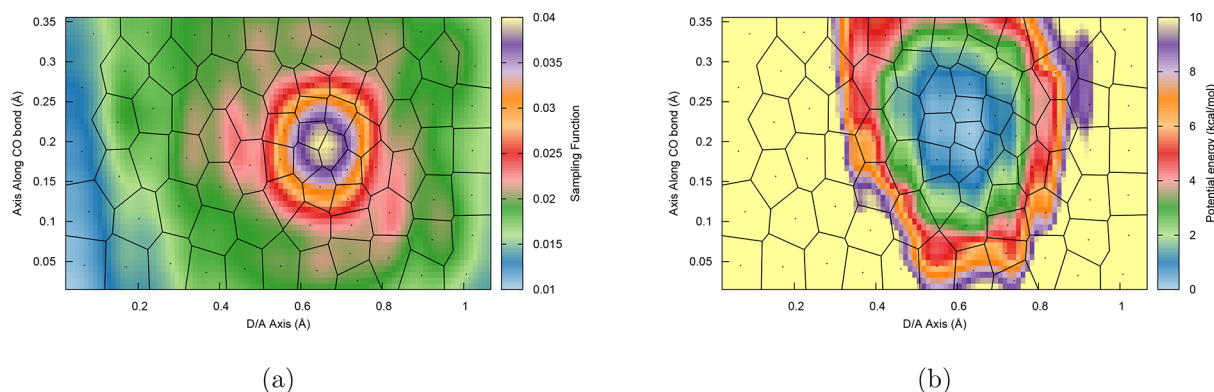 0.35
0.3
0.25
0.2
0.15
0.1
0.05
Axis Along CO bond (Å)
0.2 0.4 0.6 0.8 1
D/A Axis (Å)
0.04
0.035
0.03
0.025
0.02
0.015
0.01
Sampling Function
(a)
0.35
0.3
0.25
0.2
0.15
0.1
0.05
Axis Along CO bond (Å)
0.2 0.4 0.6 0.8 1
D/A Axis (Å)
10
8
6
4
2
0
Potential energy (kcal/mol)
(b)